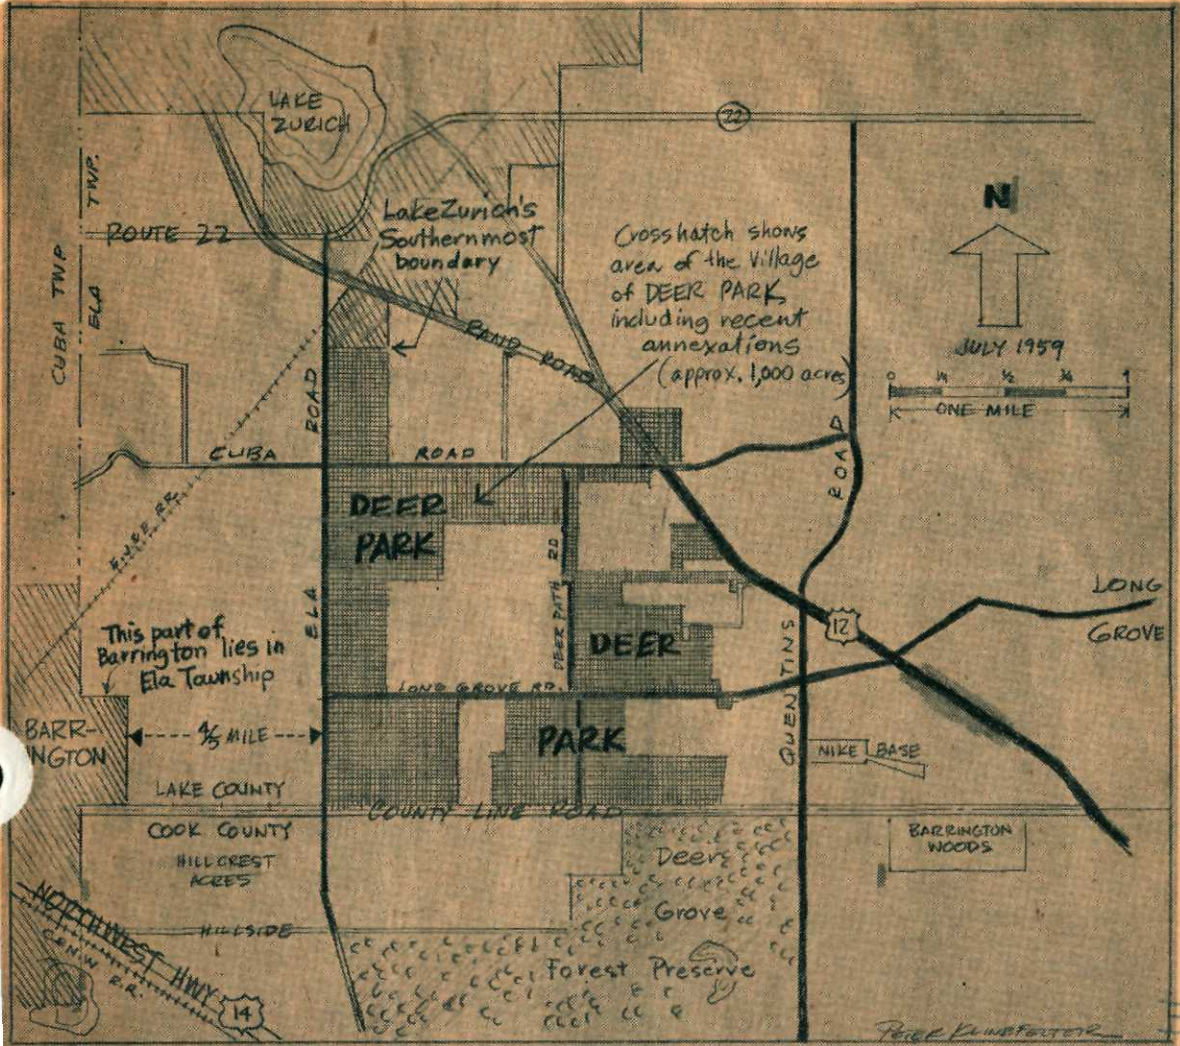 LAKE
ZURICH
22
CUBA TWP
ELA TWP.
ROUTE 22
Lake Zurich's
Southernmost
boundary
Crosshatch shows
area of the Village
of DEER PARK,
including recent
annexations
(approx. 1,000 acres)
N
JULY 1959
0 1/4 1/2 3/4 1
ONE MILE
RAND ROAD
ELA ROAD
CUBA ROAD
E.J.&E. RR.
DEER
PARK
DEER PATH RD
QUENTINS ROAD
12
LONG
GROVE
This part of
Barrington lies in
Ela Township
DEER
LONG GROVE RD.
BARR-
INGTON
4/5 MILE
PARK
NIKE BASE
LAKE COUNTY
COUNTY LINE ROAD
COOK COUNTY
HILLCREST
ACRES
BARRINGTON
WOODS
Deer
Grove
Forest Preserve
HILLSIDE
NORTHWEST HWY
C&N.W. R.R.
14
PETER KLINEFELTER